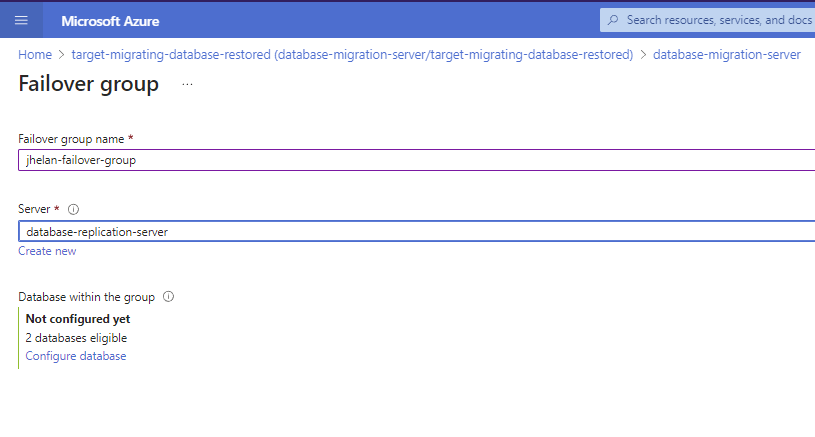 Microsoft Azure
Search resources, services, and docs
Home > target-migrating-database-restored (database-migration-server/target-migrating-database-restored) > database-migration-server
Failover group ...
Failover group name *
jhelan-failover-group
Server *
database-replication-server
Create new
Database within the group
Not configured yet
2 databases eligible
Configure database